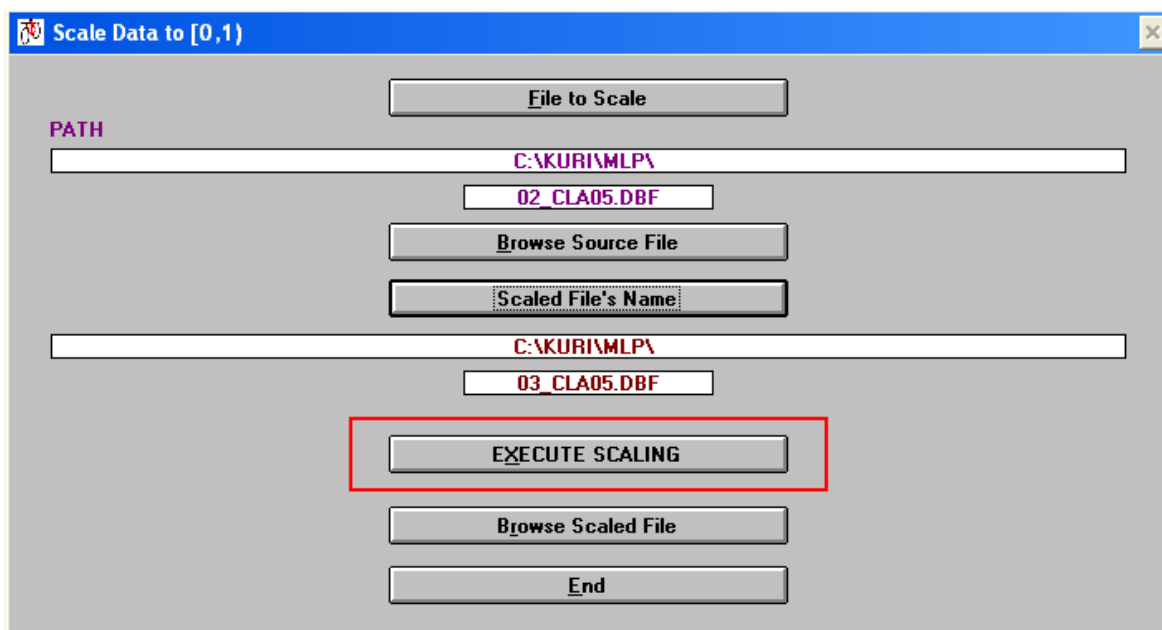 Scale Data to [0,1)
File to Scale
PATH
C:\KURI\MLP\
02_CLA05.DBF
Browse Source File
Scaled File's Name
C:\KURI\MLP\
03_CLA05.DBF
EXECUTE SCALING
Browse Scaled File
End